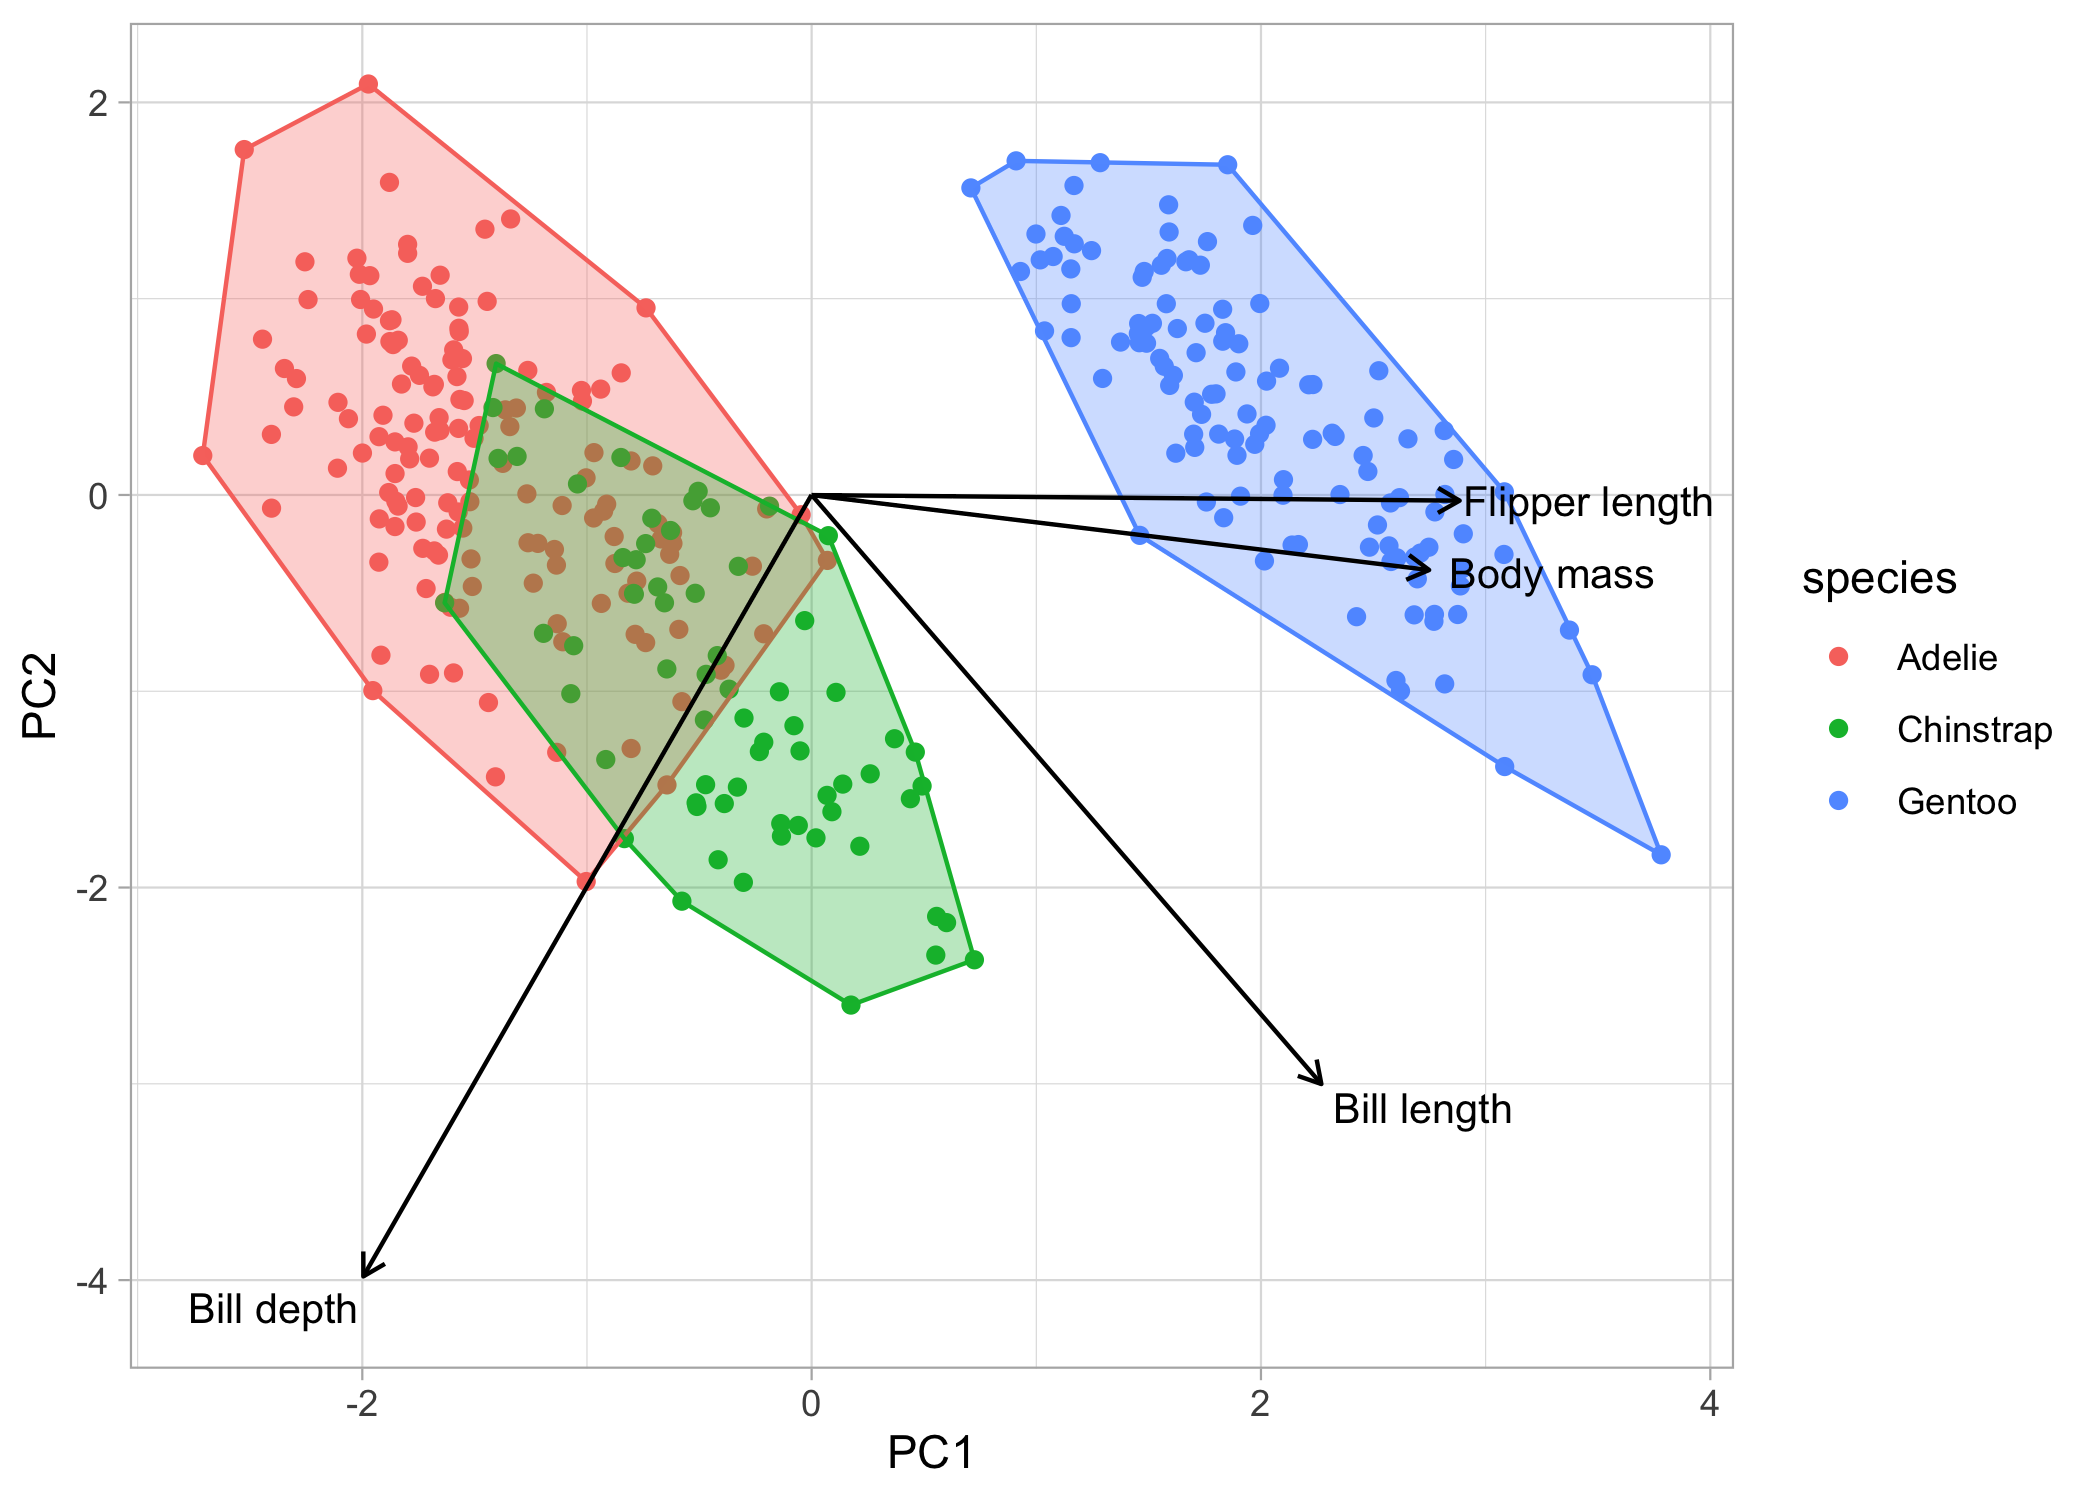 2
0
-2
-4
PC2
Flipper length
Body mass
Bill length
Bill depth
-2
0
2
4
PC1
species
Adelie
Chinstrap
Gentoo